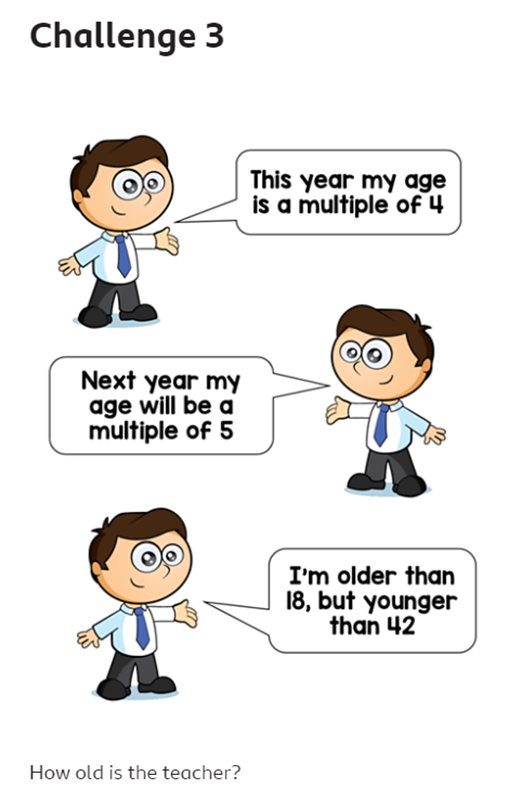 Challenge 3
This year my age
is a multiple of 4
Next year my
age will be a
multiple of 5
I'm older than
18, but younger
than 42
How old is the teacher?